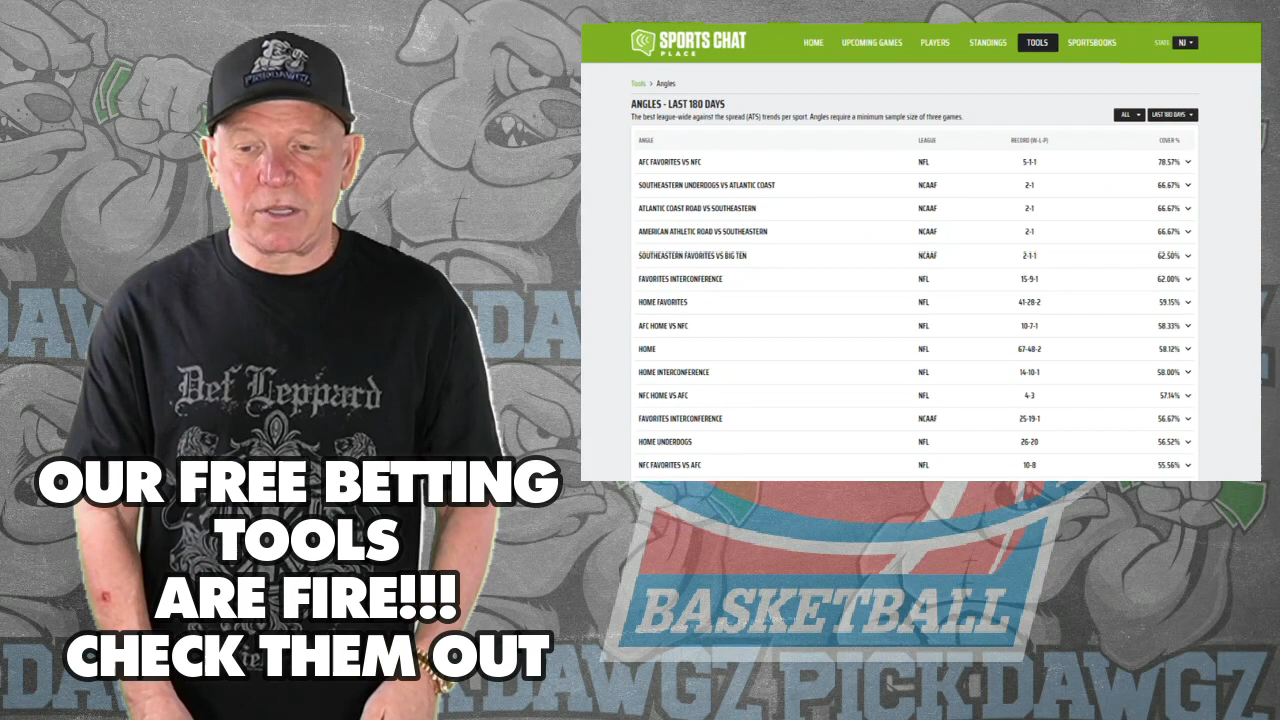 PICKDAWGZ
Def Leppard
OUR FREE BETTING
TOOLS
ARE FIRE!!!
CHECK THEM OUT
SPORTS CHAT
PLACE
HOME
UPCOMING GAMES
PLAYERS
STANDINGS
TOOLS
SPORTSBOOKS
STATE
NJ
Tools > Angles
ANGLES - LAST 180 DAYS
The best league-wide against the spread (ATS) trends per sport. Angles require a minimum sample size of three games.
ALL
LAST 180 DAYS
ANGLE LEAGUE RECORD (W-L-P) COVER %
AFC FAVORITES VS NFC NFL 5-1-1 78.57%
SOUTHEASTERN UNDERDOGS VS ATLANTIC COAST NCAAF 2-1 66.67%
ATLANTIC COAST ROAD VS SOUTHEASTERN NCAAF 2-1 66.67%
AMERICAN ATHLETIC ROAD VS SOUTHEASTERN NCAAF 2-1 66.67%
SOUTHEASTERN FAVORITES VS BIG TEN NCAAF 2-1-1 62.50%
FAVORITES INTERCONFERENCE NFL 15-9-1 62.00%
HOME FAVORITES NFL 41-28-2 59.15%
AFC HOME VS NFC NFL 10-7-1 58.33%
HOME NFL 67-48-2 58.12%
HOME INTERCONFERENCE NFL 14-10-1 58.00%
NFC HOME VS AFC NFL 4-3 57.14%
FAVORITES INTERCONFERENCE NCAAF 25-19-1 56.67%
HOME UNDERDOGS NFL 26-20 56.52%
NFC FAVORITES VS AFC NFL 10-8 55.56%
BASKETBALL
PICKDAWGZ